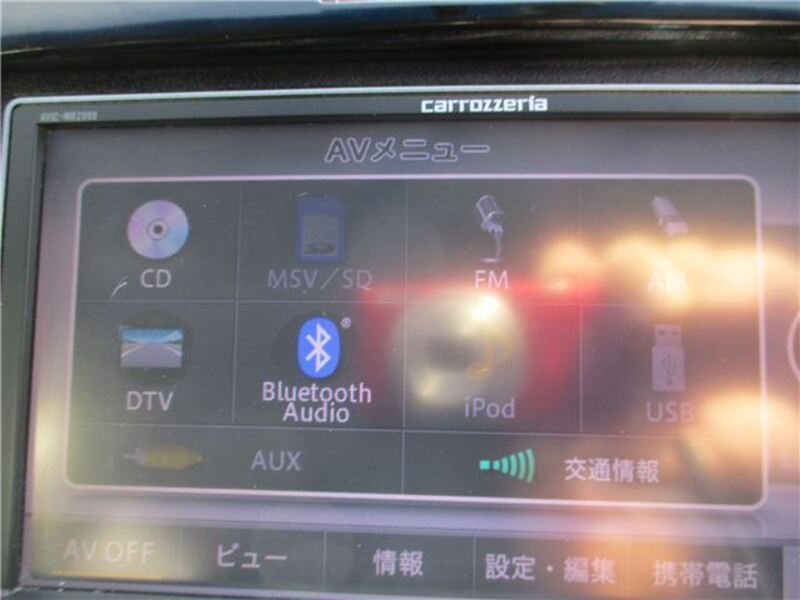 carrozzeria
AVメニュー
CD
MSV/SD
FM
AM
SD
DTV
Bluetooth
Audio
®
iPod
USB
AUX
交通情報
AV OFF
ビュー
情報
設定・編集
携帯電話